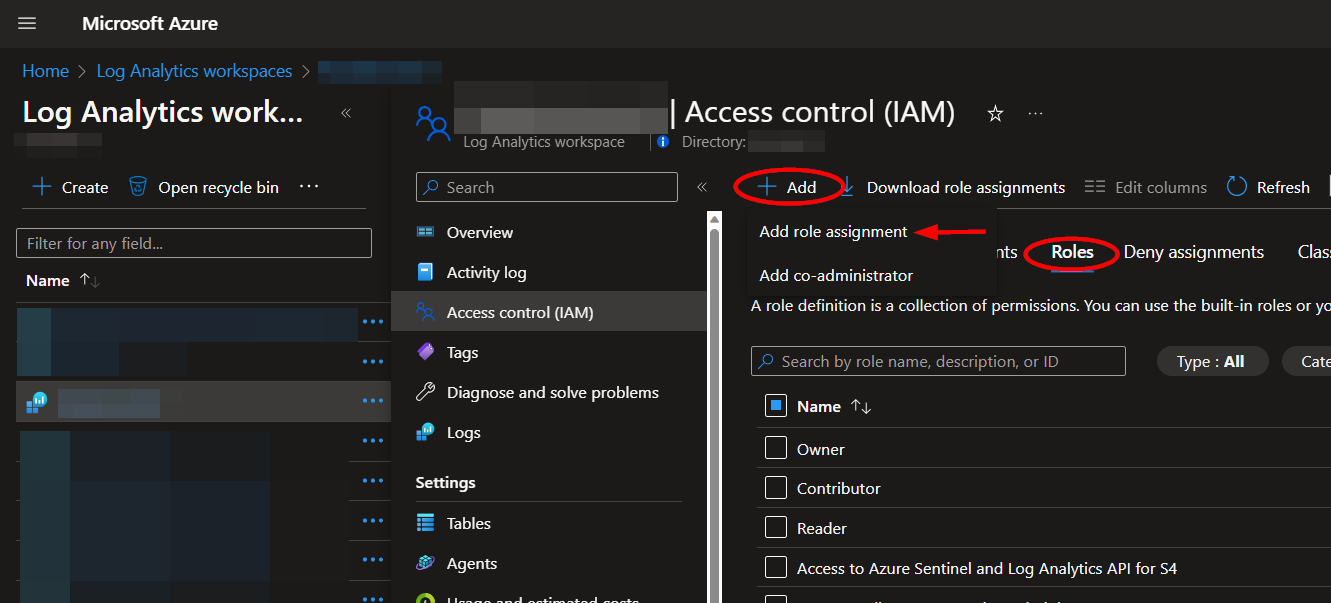 Microsoft Azure
Home > Log Analytics workspaces >
Log Analytics work...
| Access control (IAM)
Log Analytics workspace
Directory:
Create
Open recycle bin
Search
Add
Download role assignments
Edit columns
Refresh
Filter for any field...
Name
Overview
Activity log
Access control (IAM)
Tags
Diagnose and solve problems
Logs
Settings
Tables
Agents
Usage and estimated costs
Add role assignment
Add co-administrator
nts
Roles
Deny assignments
Class
A role definition is a collection of permissions. You can use the built-in roles or yo
Search by role name, description, or ID
Type : All
Cate
Name
Owner
Contributor
Reader
Access to Azure Sentinel and Log Analytics API for S4